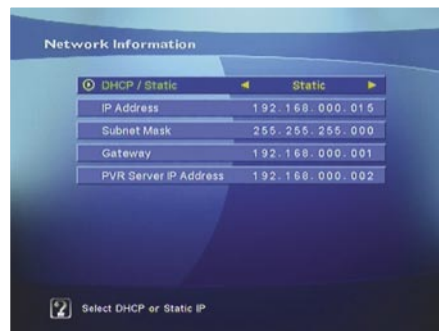 Network Information
DHCP / Static ◄ Static ►
IP Address 192.168.000.015
Subnet Mask 255.255.255.000
Gateway 192.168.000.001
PVR Server IP Address 192.168.000.002
Select DHCP or Static IP